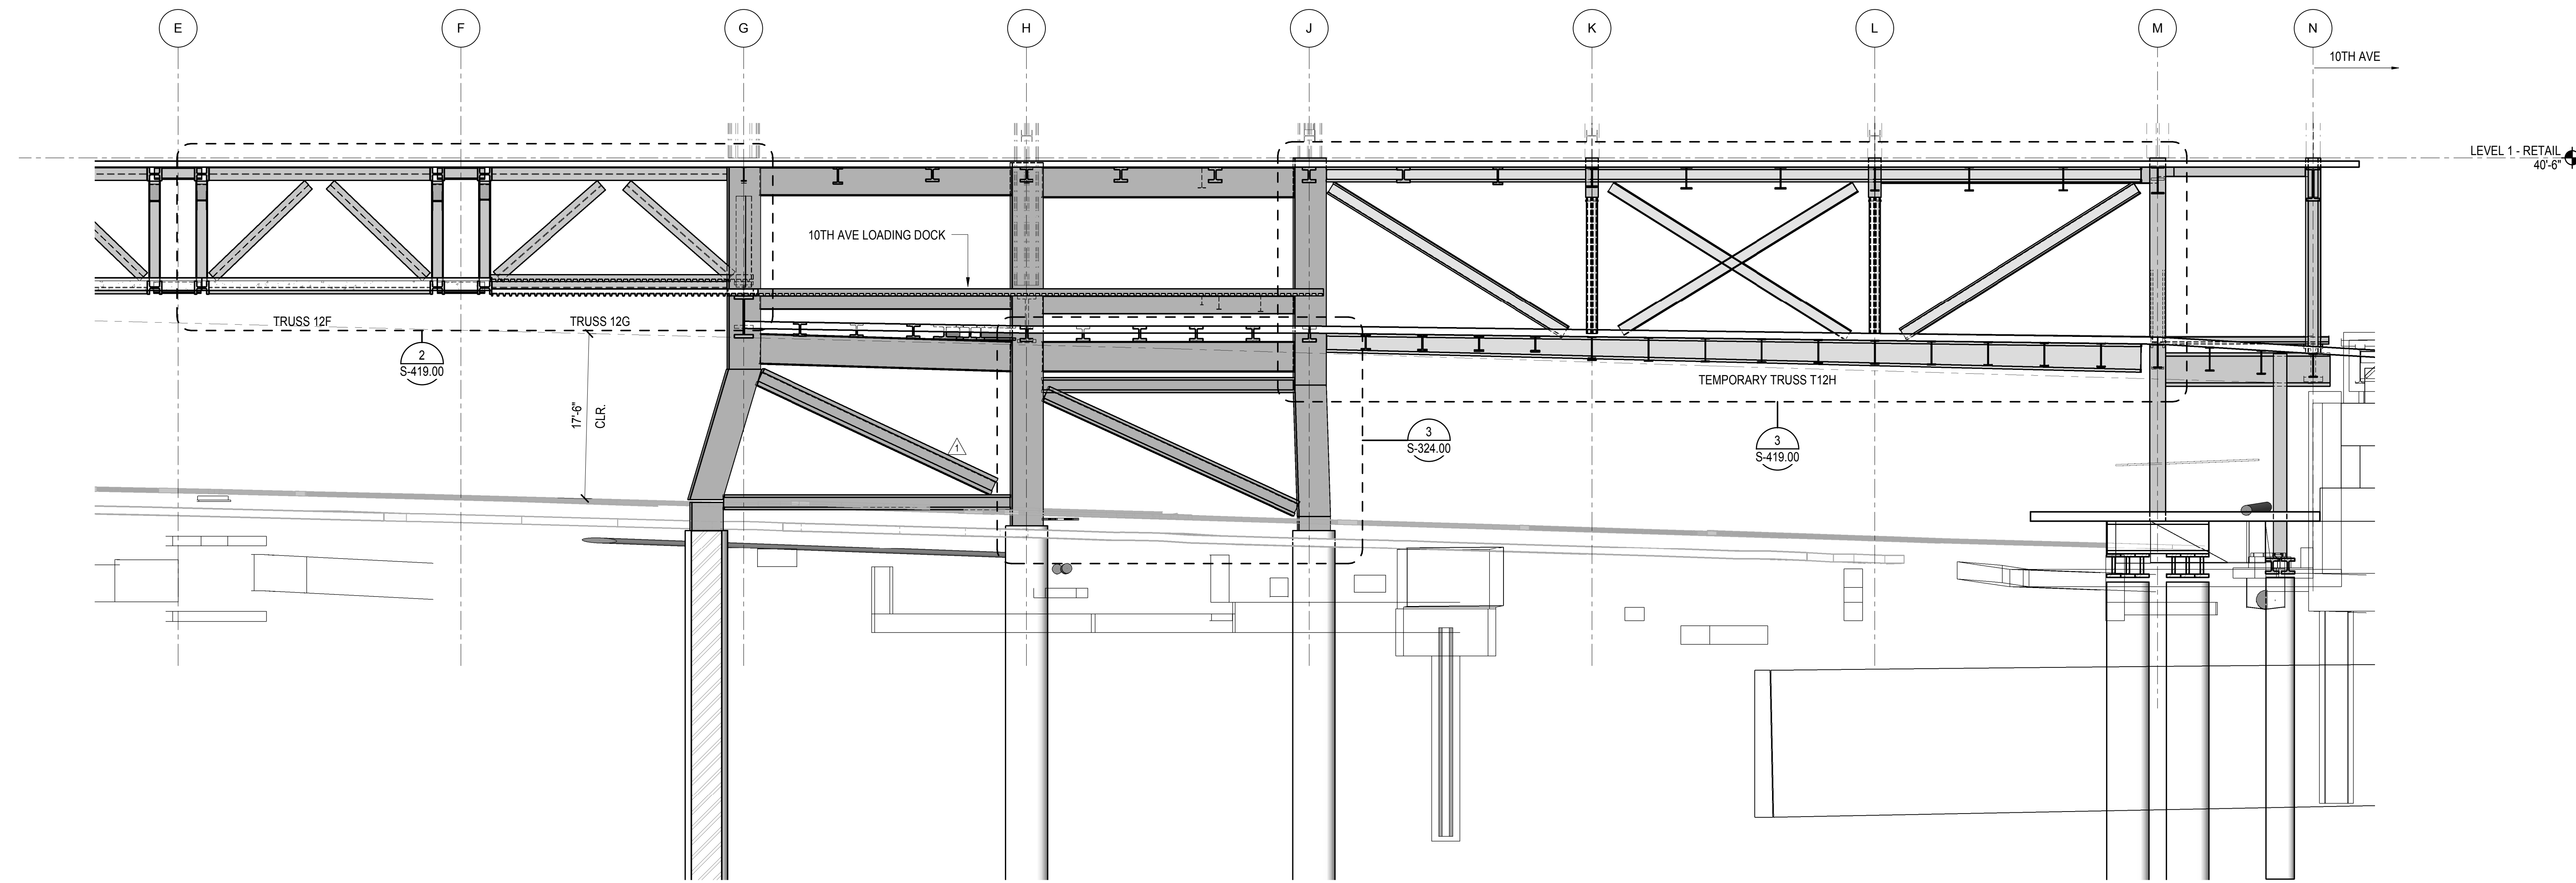 E
F
G
H
J
K
L
M
N
10TH AVE
LEVEL 1 - RETAIL
40'-6"
10TH AVE LOADING DOCK
TRUSS 12F
TRUSS 12G
2
S-419.00
17'-6"
CLR.
1
3
S-324.00
TEMPORARY TRUSS T12H
3
S-419.00